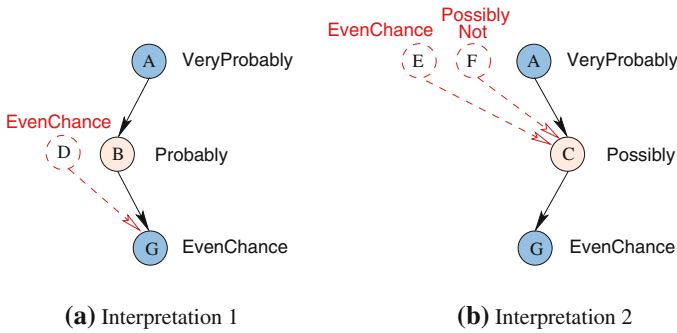 A VeryProbably
EvenChance
D B Probably
G EvenChance
(a) Interpretation 1
Possibly
EvenChance Not
E F A VeryProbably
C Possibly
G EvenChance
(b) Interpretation 2